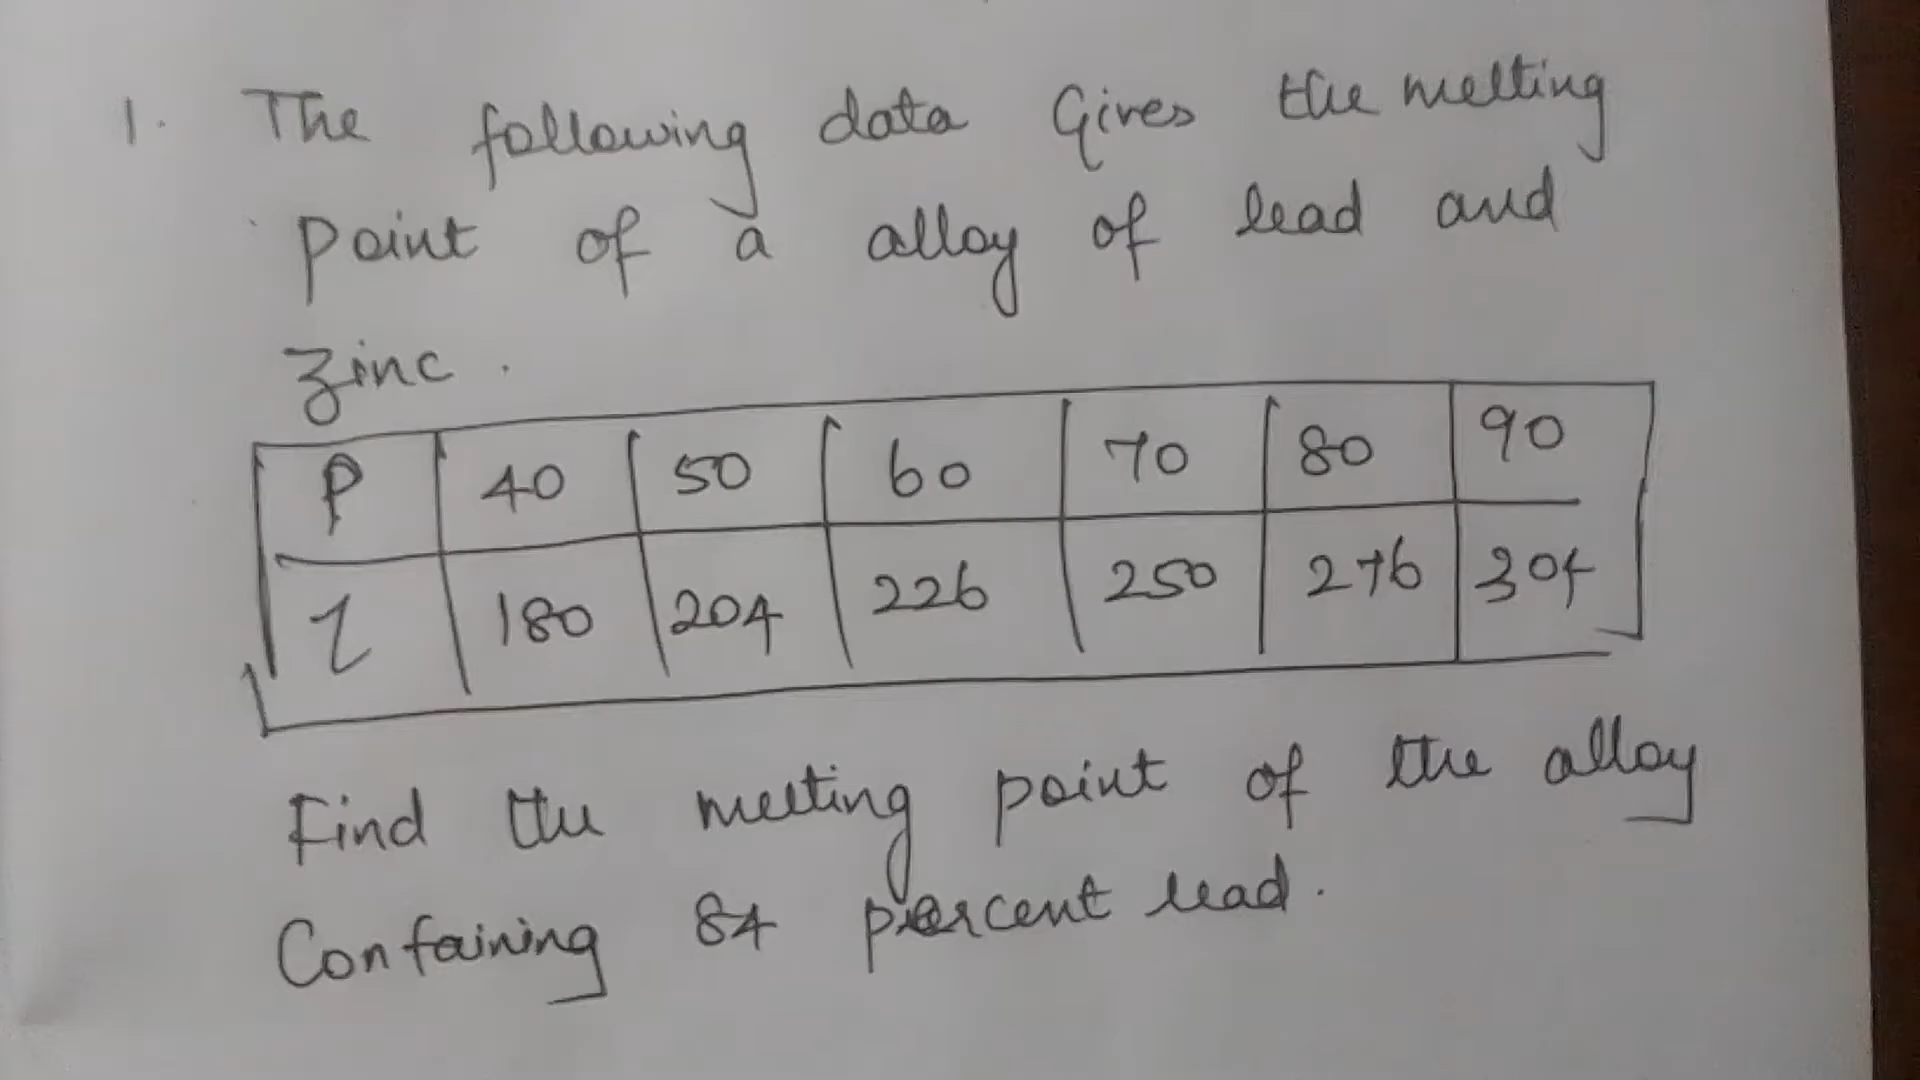 1. The following data Gives the melting
point of a alloy of lead and
zinc.
P 40 50 60 70 80 90
t 180 204 226 250 276 304
Find the melting point of the alloy
Containing 84 percent lead.